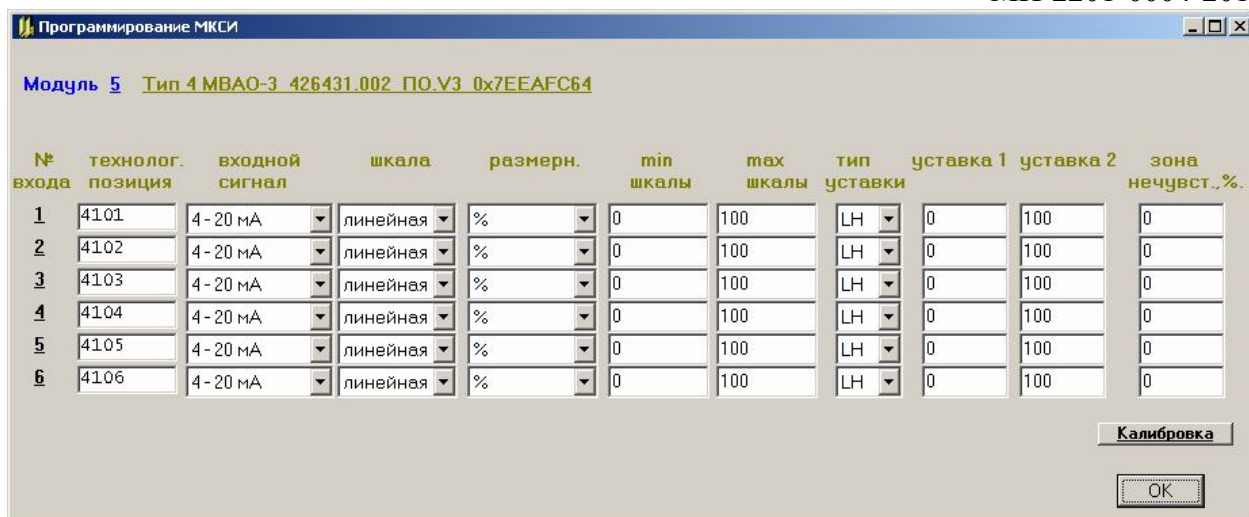 Программирование МКСИ
Модуль 5 Тип 4 МВАО-3 426431.002 ПО.V3 0x7EEAFC64
№ входа технолог. позиция входной сигнал шкала размерн. min шкалы max шкалы тип уставки уставка 1 уставка 2 зона нечувст.,%.
1 4101 4 - 20 мА линейная % 0 100 LH 0 100 0
2 4102 4 - 20 мА линейная % 0 100 LH 0 100 0
3 4103 4 - 20 мА линейная % 0 100 LH 0 100 0
4 4104 4 - 20 мА линейная % 0 100 LH 0 100 0
5 4105 4 - 20 мА линейная % 0 100 LH 0 100 0
6 4106 4 - 20 мА линейная % 0 100 LH 0 100 0
Калибровка
OK